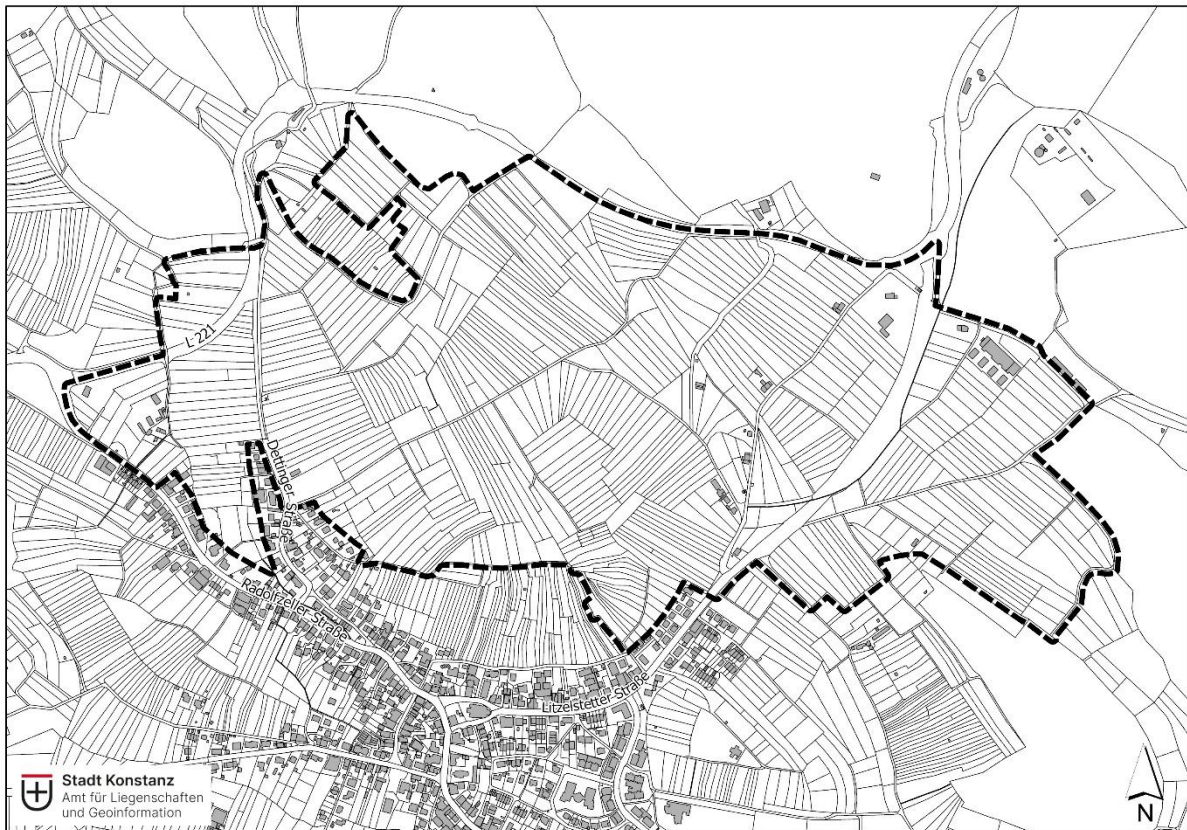 L 221
Dettinger Straße
Radolfzeller Straße
Litzelstetter-Straße
Stadt Konstanz
Amt für Liegenschaften
und Geoinformation
N